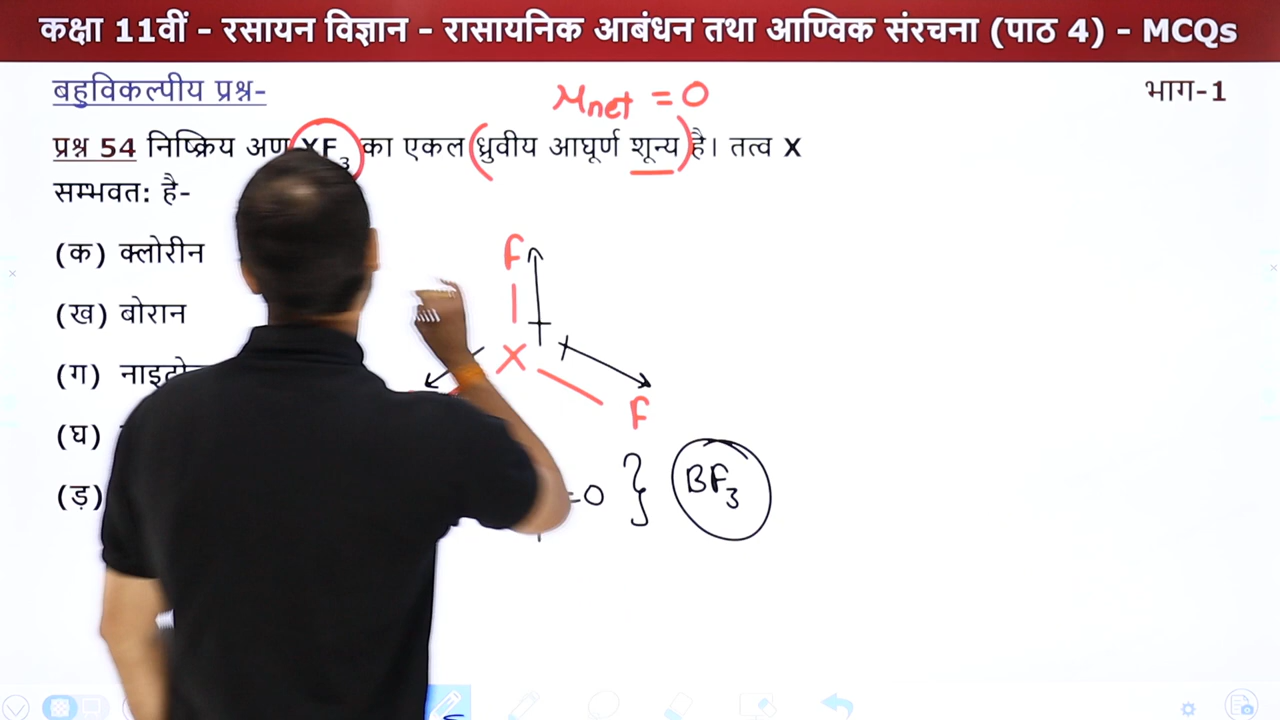 कक्षा 11वीं - रसायन विज्ञान - रासायनिक आबंधन तथा आण्विक संरचना (पाठ 4) - MCQs
बहुविकल्पीय प्रश्न-
भाग-1
μnet = 0
प्रश्न 54 निष्क्रिय अणु XF3 का एकल ध्रुवीय आघूर्ण शून्य है। तत्व X
सम्भवत: है-
(क) क्लोरीन
(ख) बोरान
(ग)
(घ)
(ड़)
F
X
F
=0 } BF3